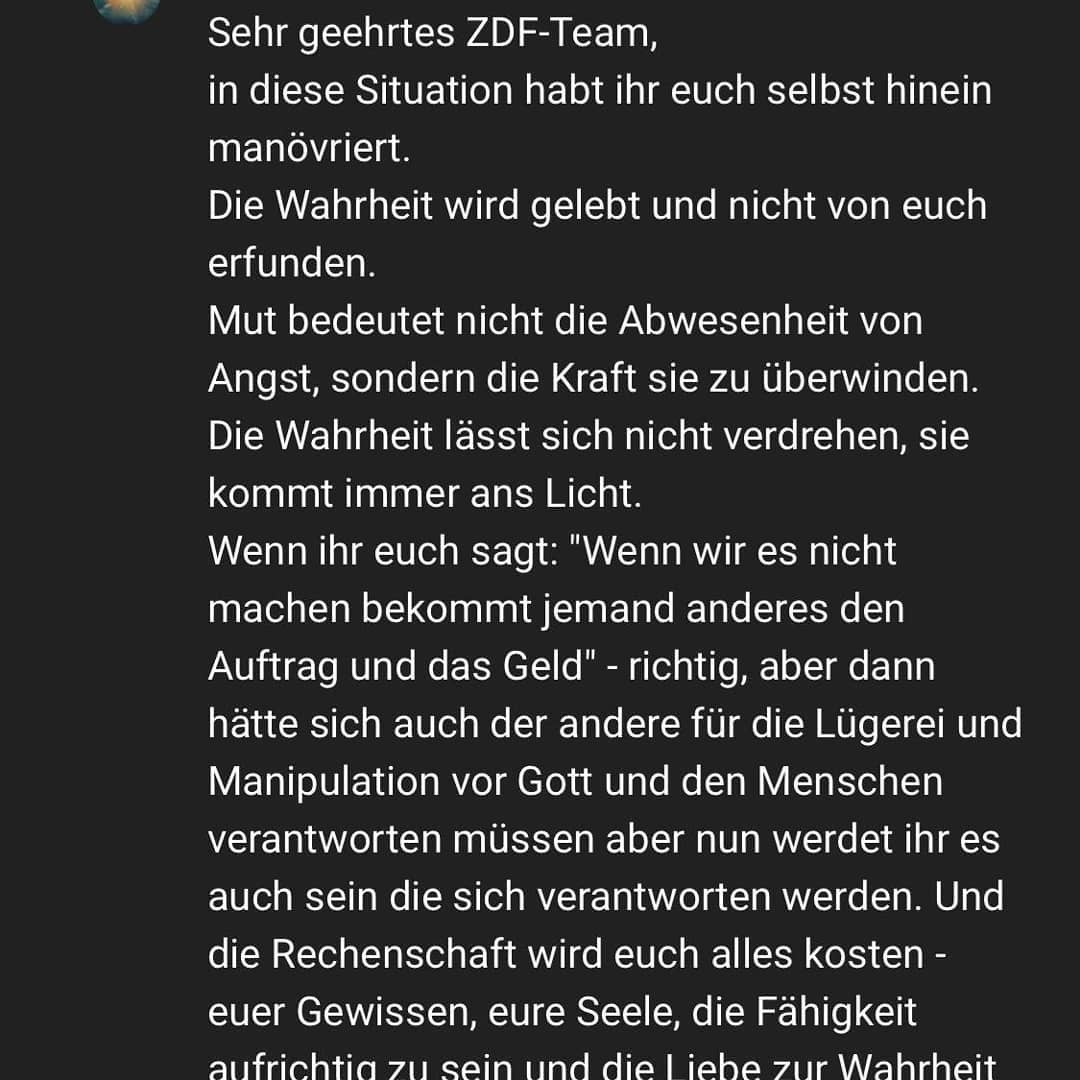 Sehr geehrtes ZDF-Team,
in diese Situation habt ihr euch selbst hinein
manövriert.
Die Wahrheit wird gelebt und nicht von euch
erfunden.
Mut bedeutet nicht die Abwesenheit von
Angst, sondern die Kraft sie zu überwinden.
Die Wahrheit lässt sich nicht verdrehen, sie
kommt immer ans Licht.
Wenn ihr euch sagt: "Wenn wir es nicht
machen bekommt jemand anderes den
Auftrag und das Geld" - richtig, aber dann
hätte sich auch der andere für die Lügerei und
Manipulation vor Gott und den Menschen
verantworten müssen aber nun werdet ihr es
auch sein die sich verantworten werden. Und
die Rechenschaft wird euch alles kosten -
euer Gewissen, eure Seele, die Fähigkeit
aufrichtig zu sein und die Liebe zur Wahrheit